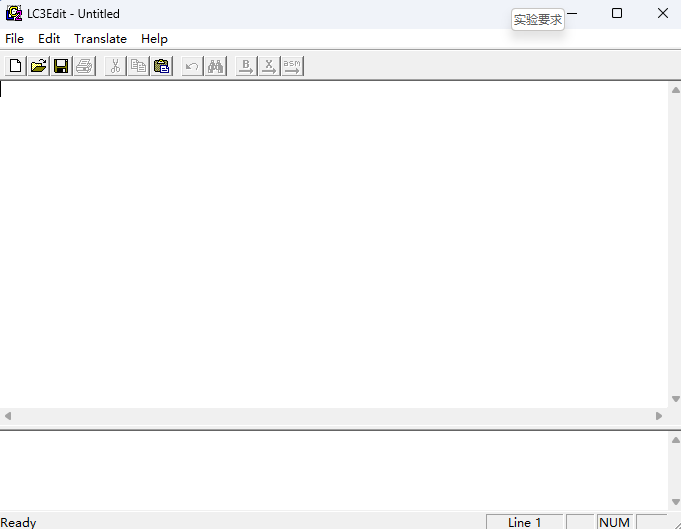 LC3Edit - Untitled
实验要求
File Edit Translate Help
B X asm
Ready
Line 1
NUM